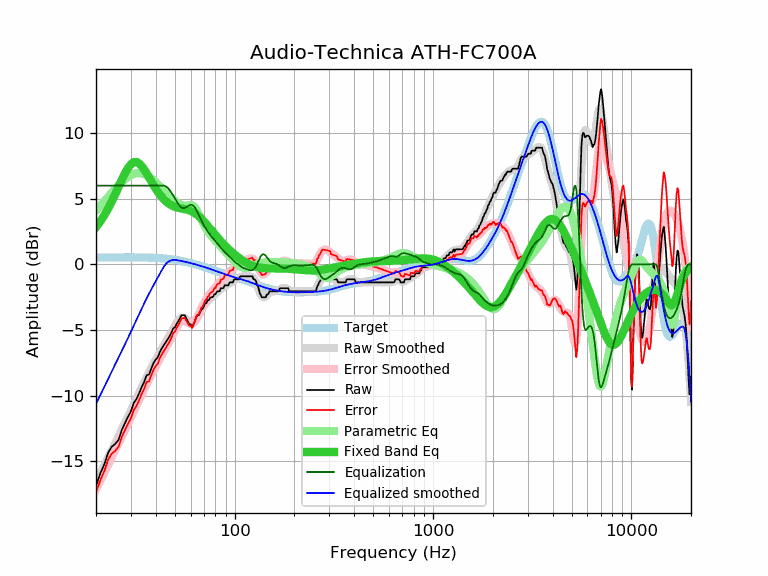 Audio-Technica ATH-FC700A
Amplitude (dBr)
10
5
0
−5
−10
−15
Target
Raw Smoothed
Error Smoothed
Raw
Error
Parametric Eq
Fixed Band Eq
Equalization
Equalized smoothed
100
1000
10000
Frequency (Hz)